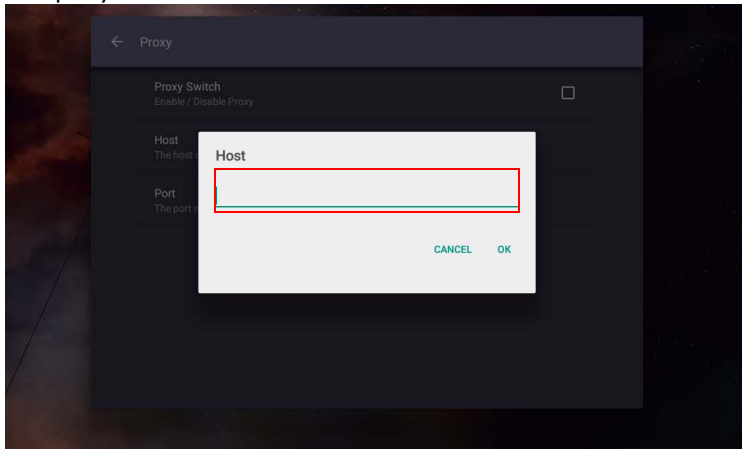 Proxy
Proxy Switch
Enable / Disable Proxy
Host
The host
Host
Port
The port
CANCEL OK